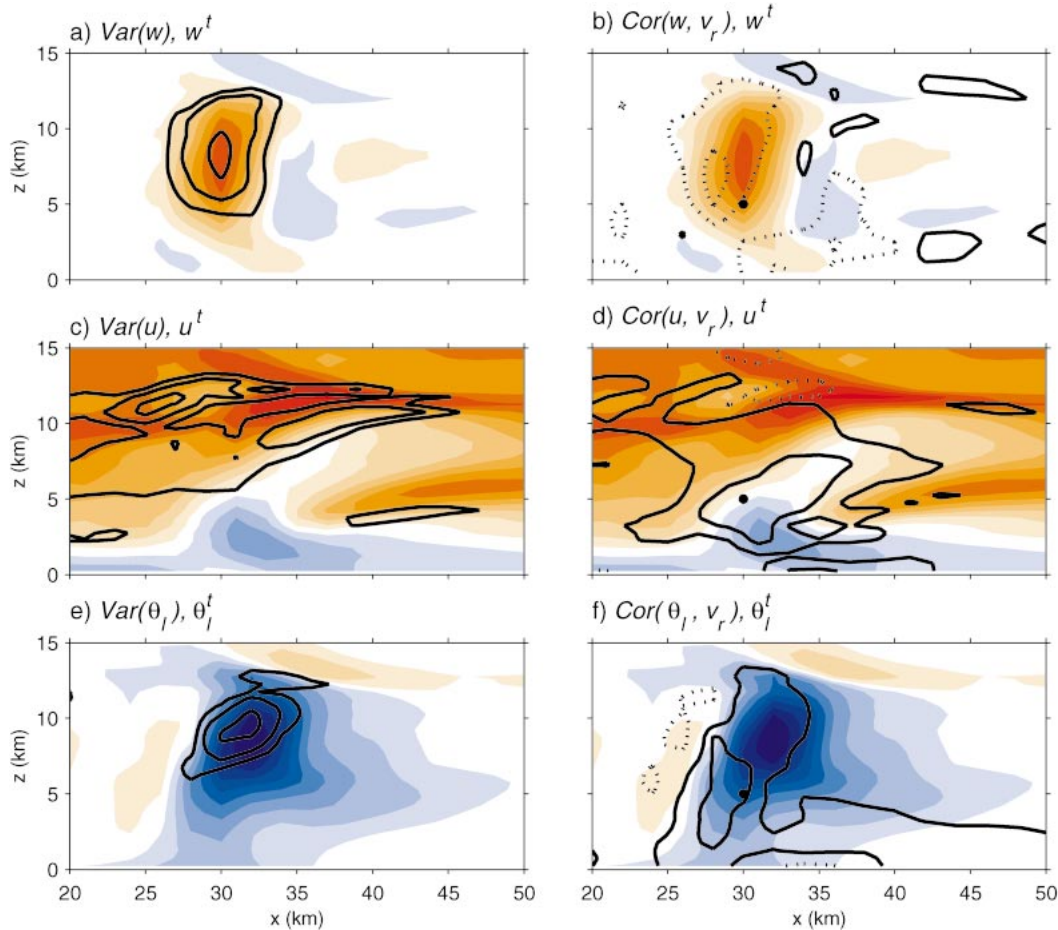 a) Var(w), w^t
b) Cor(w, v_r), w^t
15
10
5
0
z (km)
c) Var(u), u^t
d) Cor(u, v_r), u^t
15
10
5
0
z (km)
e) Var(θ_l), θ_l^t
f) Cor(θ_l, v_r), θ_l^t
15
10
5
0
z (km)
20 25 30 35 40 45 50
20 25 30 35 40 45 50
x (km)
x (km)